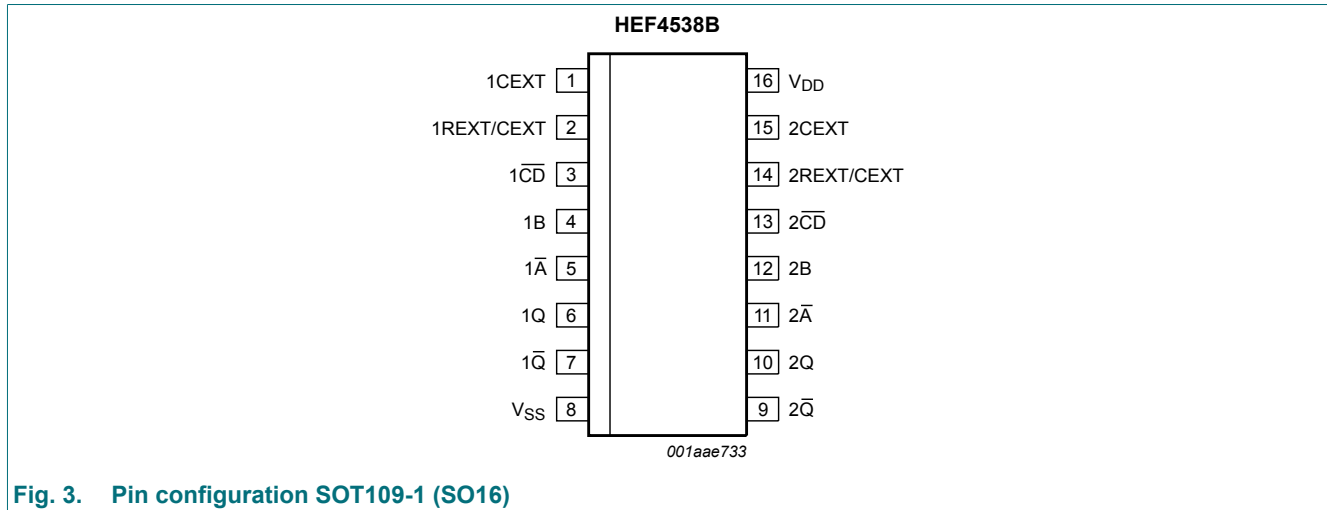 HEF4538B
1CEXT 1
16 VDD
1REXT/CEXT 2
15 2CEXT
1C̅D̅ 3
14 2REXT/CEXT
1B 4
13 2C̅D̅
1A̅ 5
12 2B
1Q 6
11 2A̅
1Q̅ 7
10 2Q
VSS 8
9 2Q̅
001aae733
Fig. 3. Pin configuration SOT109-1 (SO16)